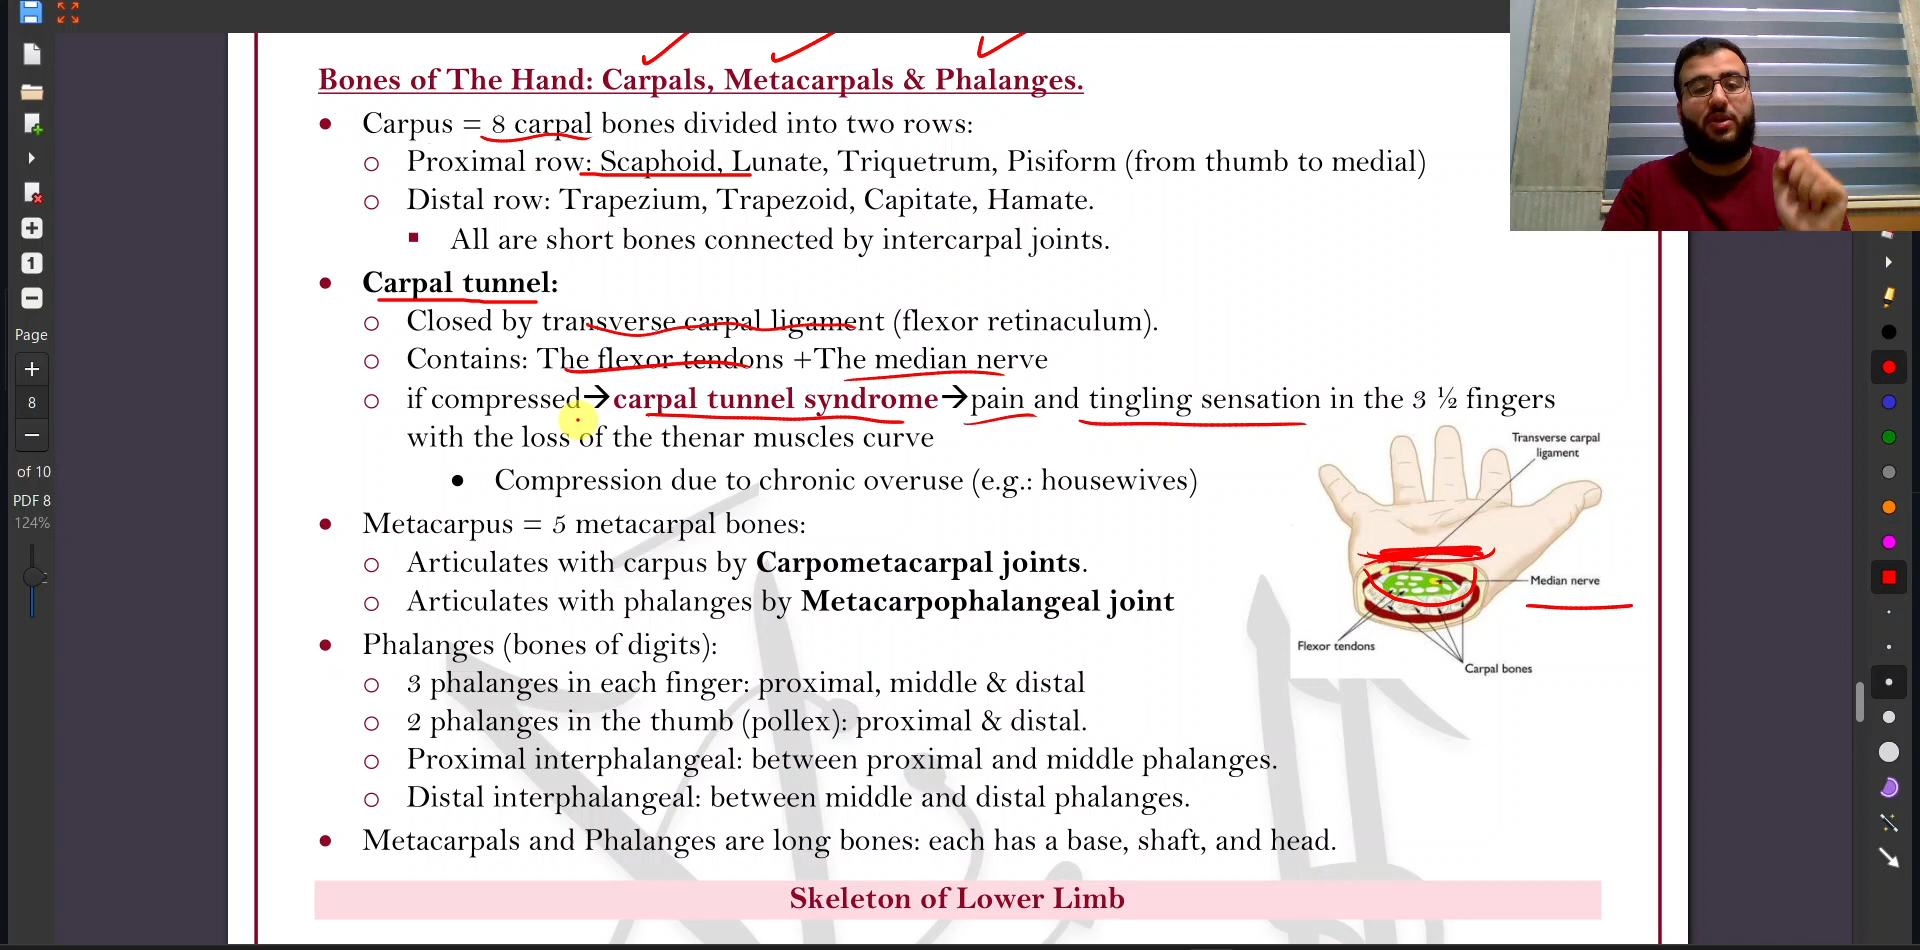 Bones of The Hand: Carpals, Metacarpals & Phalanges.
• Carpus = 8 carpal bones divided into two rows:
o Proximal row: Scaphoid, Lunate, Triquetrum, Pisiform (from thumb to medial)
o Distal row: Trapezium, Trapezoid, Capitate, Hamate.
▪ All are short bones connected by intercarpal joints.
• Carpal tunnel:
o Closed by transverse carpal ligament (flexor retinaculum).
o Contains: The flexor tendons +The median nerve
o if compressed→carpal tunnel syndrome→pain and tingling sensation in the 3 ½ fingers
with the loss of the thenar muscles curve
• Compression due to chronic overuse (e.g.: housewives)
• Metacarpus = 5 metacarpal bones:
o Articulates with carpus by Carpometacarpal joints.
o Articulates with phalanges by Metacarpophalangeal joint
• Phalanges (bones of digits):
o 3 phalanges in each finger: proximal, middle & distal
o 2 phalanges in the thumb (pollex): proximal & distal.
o Proximal interphalangeal: between proximal and middle phalanges.
o Distal interphalangeal: between middle and distal phalanges.
• Metacarpals and Phalanges are long bones: each has a base, shaft, and head.
Skeleton of Lower Limb
Transverse carpal
ligament
Median nerve
Flexor tendons
Carpal bones
1
Page
8
of 10
PDF 8
124%